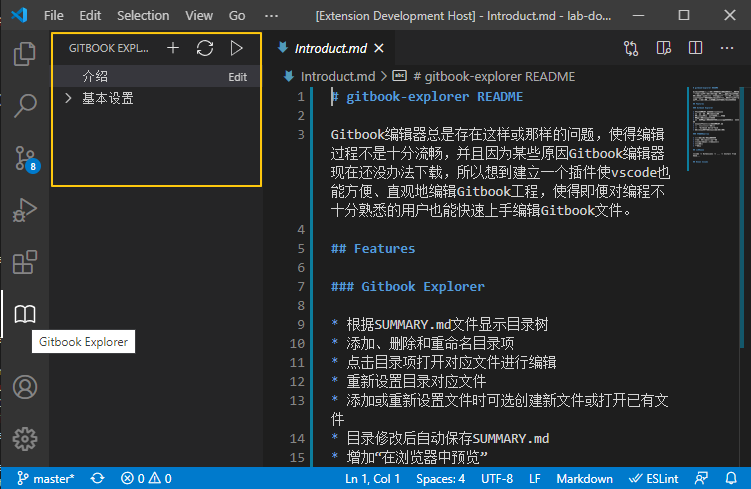 File Edit Selection View Go ··· [Extension Development Host] - Introduct.md - lab-do...
GITBOOK EXPL...
介绍 Edit
基本设置
Gitbook Explorer
8
Introduct.md
Introduct.md > # gitbook-explorer README
1 # gitbook-explorer README
2
3 Gitbook编辑器总是存在这样或那样的问题，使得编辑
过程不是十分流畅，并且因为某些原因Gitbook编辑器
现在还没办法下载，所以想到建立一个插件使vscode也
能方便、直观地编辑Gitbook工程，使得即便对编程不
十分熟悉的用户也能快速上手编辑Gitbook文件。
4
5 ## Features
6
7 ### Gitbook Explorer
8
9 * 根据SUMMARY.md文件显示目录树
10 * 添加、删除和重命名目录项
11 * 点击目录项打开对应文件进行编辑
12 * 重新设置目录对应文件
13 * 添加或重新设置文件时可选创建新文件或打开已有文
件
14 * 目录修改后自动保存SUMMARY.md
15 * 增加“在浏览器中预览”
master* 0 0 Ln 1, Col 1 Spaces: 4 UTF-8 LF Markdown ESLint